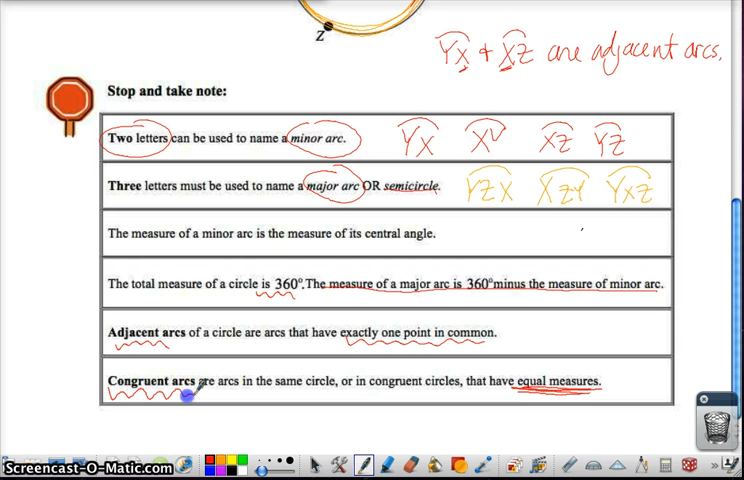 Z
YX + XZ are adjacent arcs.
Stop and take note:
Two letters can be used to name a minor arc. YX XV XZ YZ
Three letters must be used to name a major arc OR semicircle. YZX XZY YXZ
The measure of a minor arc is the measure of its central angle.
The total measure of a circle is 360°. The measure of a major arc is 360° minus the measure of minor arc.
Adjacent arcs of a circle are arcs that have exactly one point in common.
Congruent arcs are arcs in the same circle, or in congruent circles, that have equal measures.
Screencast-O-Matic.com